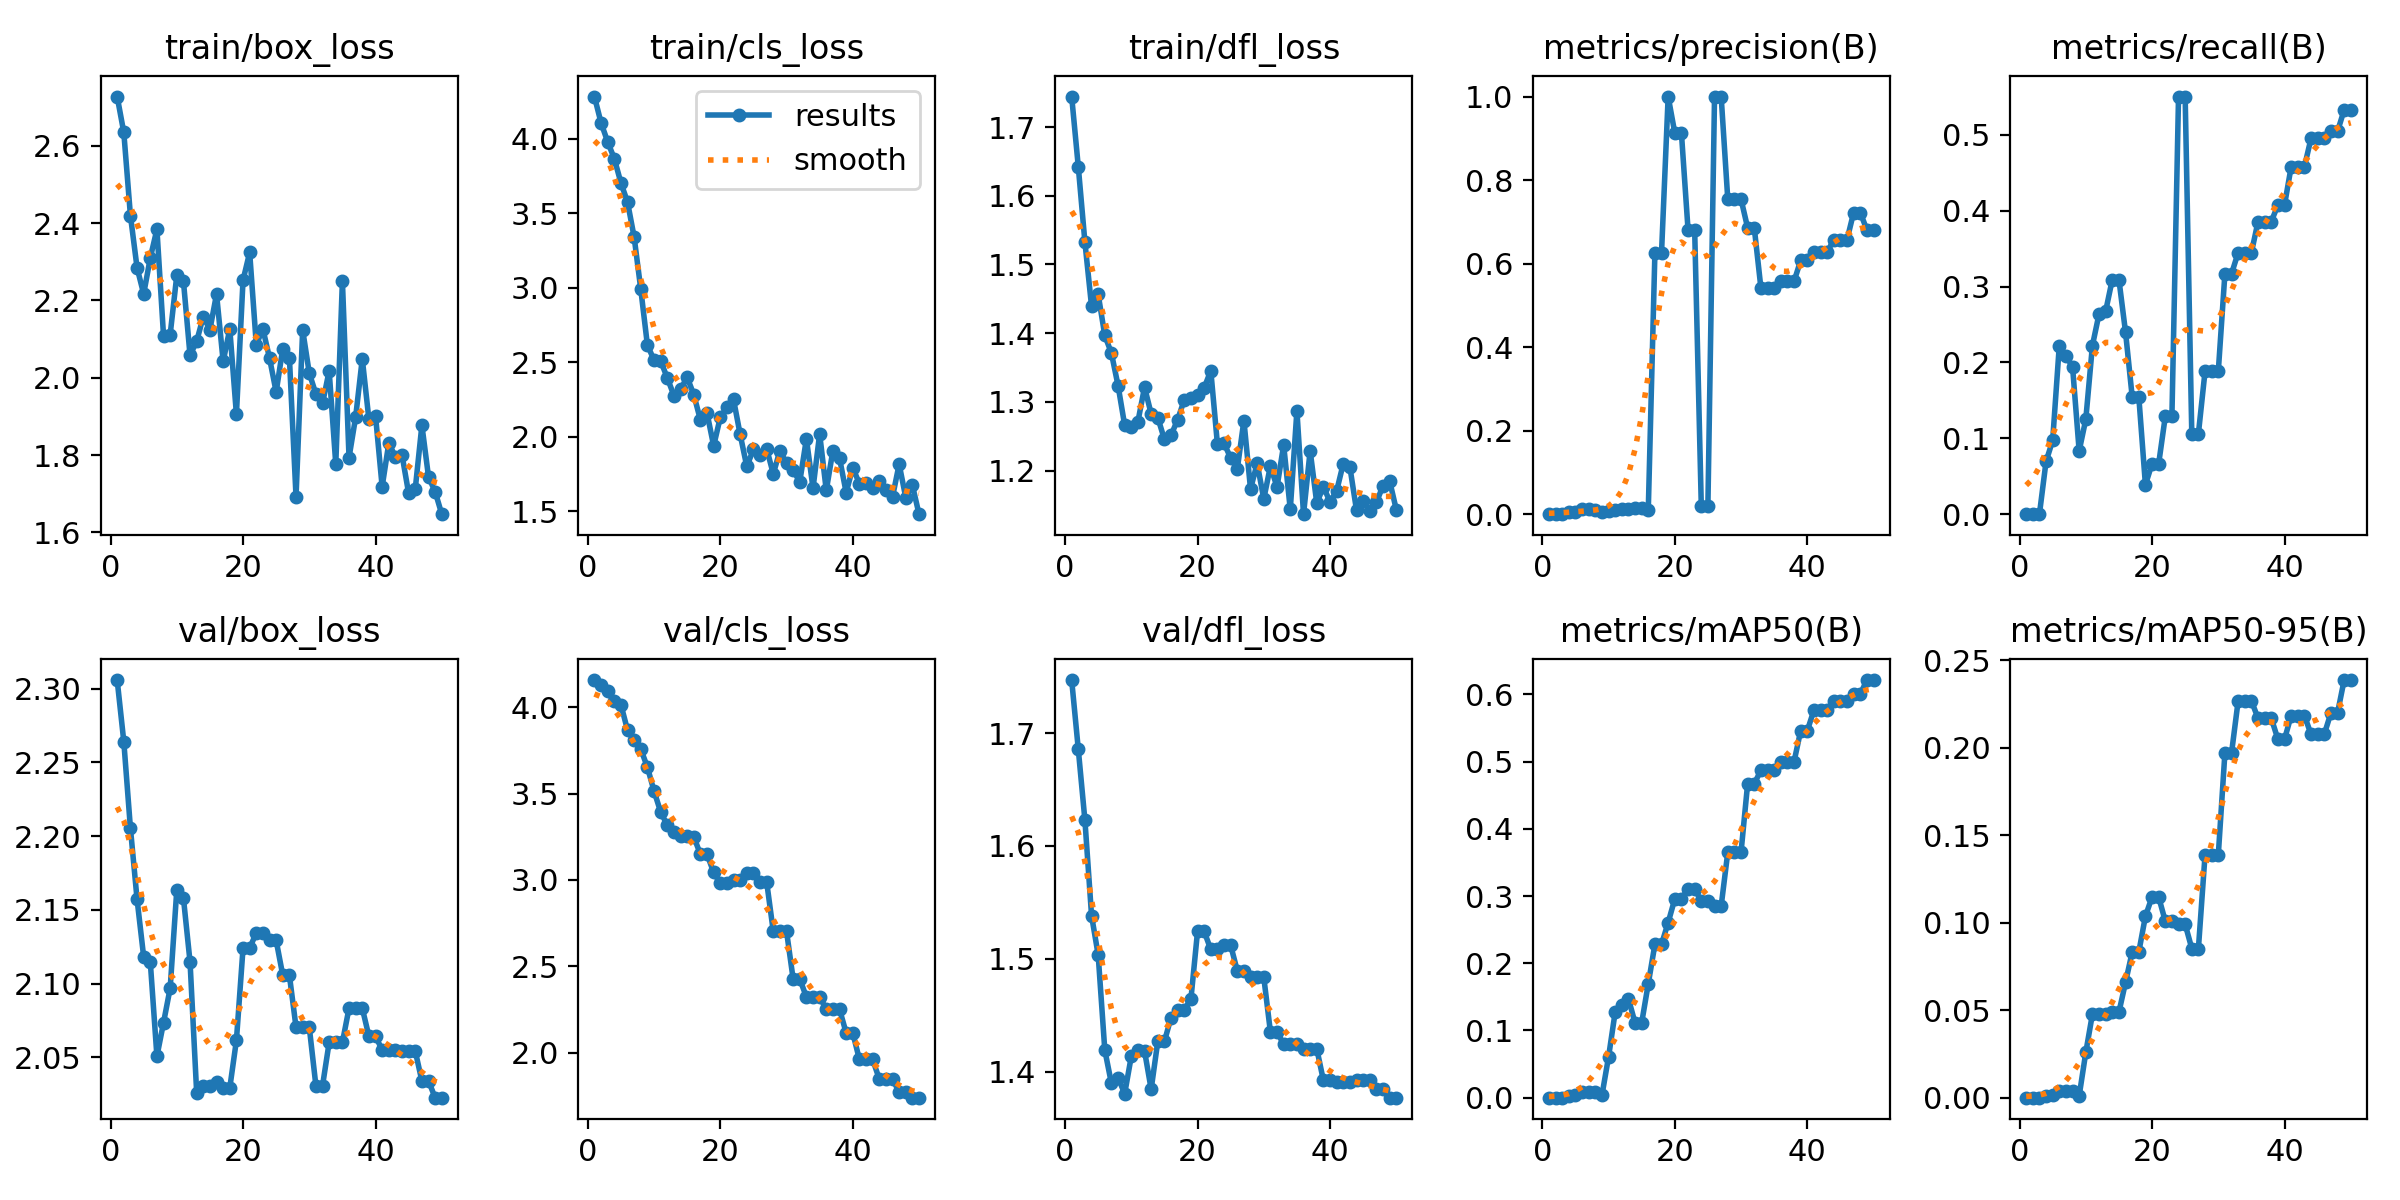 train/box_loss
train/cls_loss
train/dfl_loss
metrics/precision(B)
metrics/recall(B)
results
smooth
2.6
2.4
2.2
2.0
1.8
1.6
0 20 40
4.0
3.5
3.0
2.5
2.0
1.5
0 20 40
1.7
1.6
1.5
1.4
1.3
1.2
0 20 40
1.0
0.8
0.6
0.4
0.2
0.0
0 20 40
0.5
0.4
0.3
0.2
0.1
0.0
0 20 40
val/box_loss
val/cls_loss
val/dfl_loss
metrics/mAP50(B)
metrics/mAP50-95(B)
2.30
2.25
2.20
2.15
2.10
2.05
0 20 40
4.0
3.5
3.0
2.5
2.0
0 20 40
1.7
1.6
1.5
1.4
0 20 40
0.6
0.5
0.4
0.3
0.2
0.1
0.0
0 20 40
0.25
0.20
0.15
0.10
0.05
0.00
0 20 40